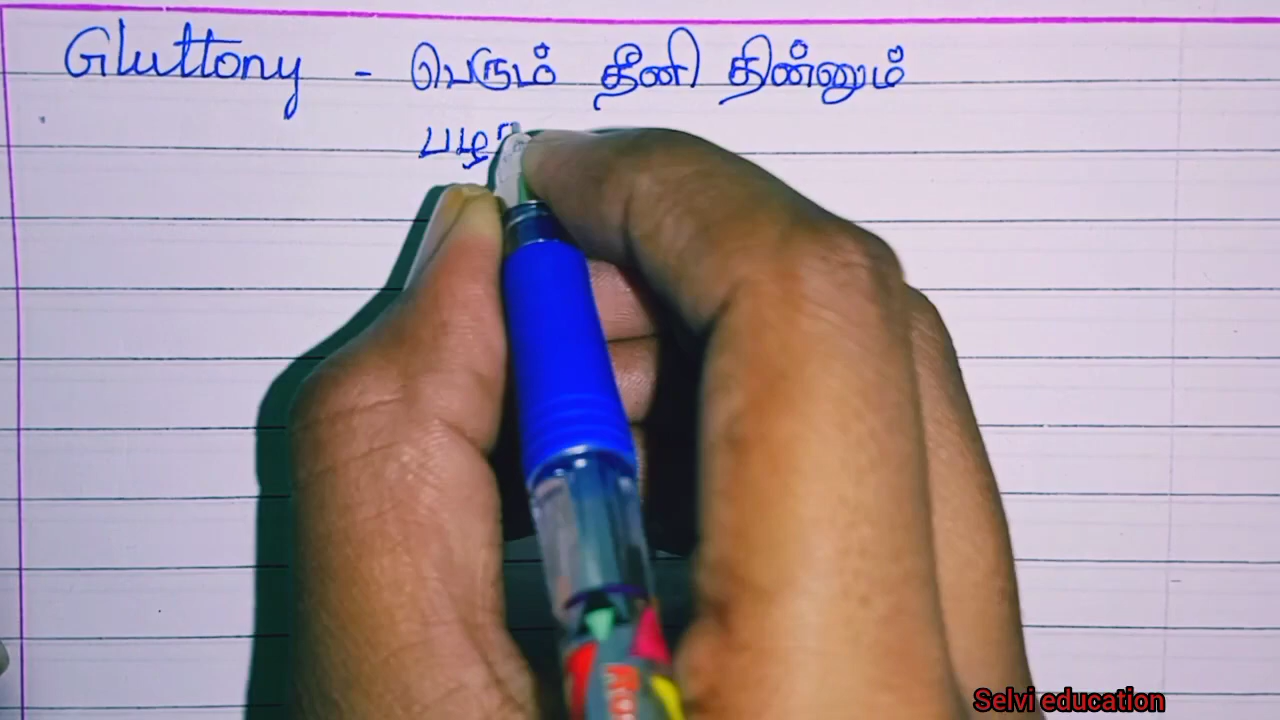 Gluttony - பெரும் தீனி தின்னும்
Selvi education